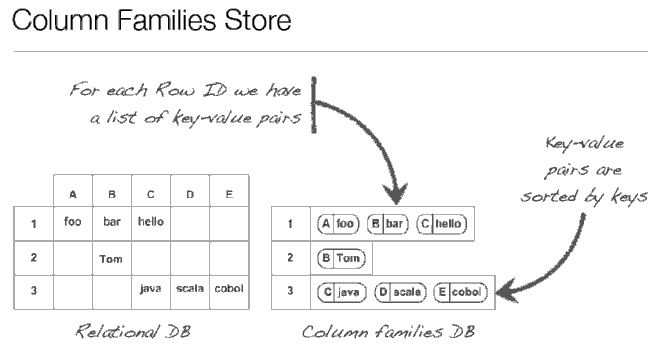 Column Families Store
For each Row ID we have
a list of key-value pairs
Key-value
pairs are
sorted by keys
A B C D E
1 foo bar hello
2 Tom
3 java scala cobol
Relational DB
1 A foo B bar C hello
2 B Tom
3 C java D scala E cobol
Column families DB